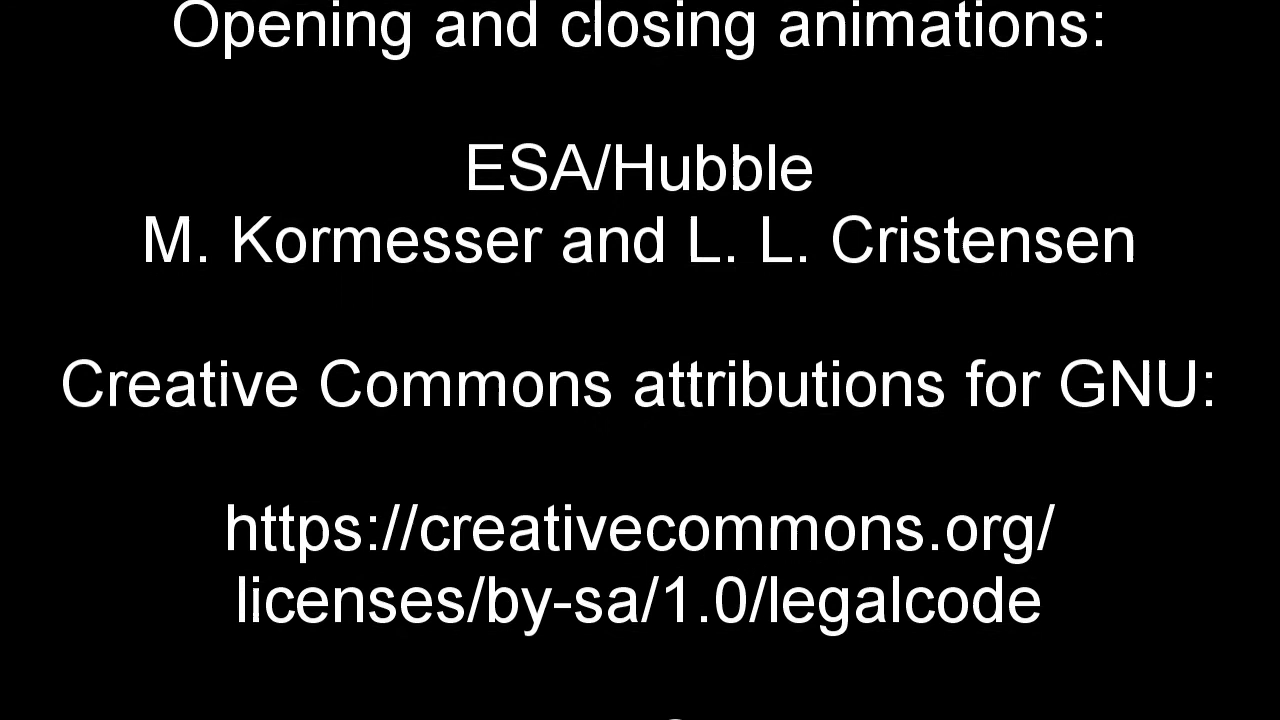 Opening and closing animations:
ESA/Hubble
M. Kormesser and L. L. Cristensen
Creative Commons attributions for GNU:
https://creativecommons.org/
licenses/by-sa/1.0/legalcode